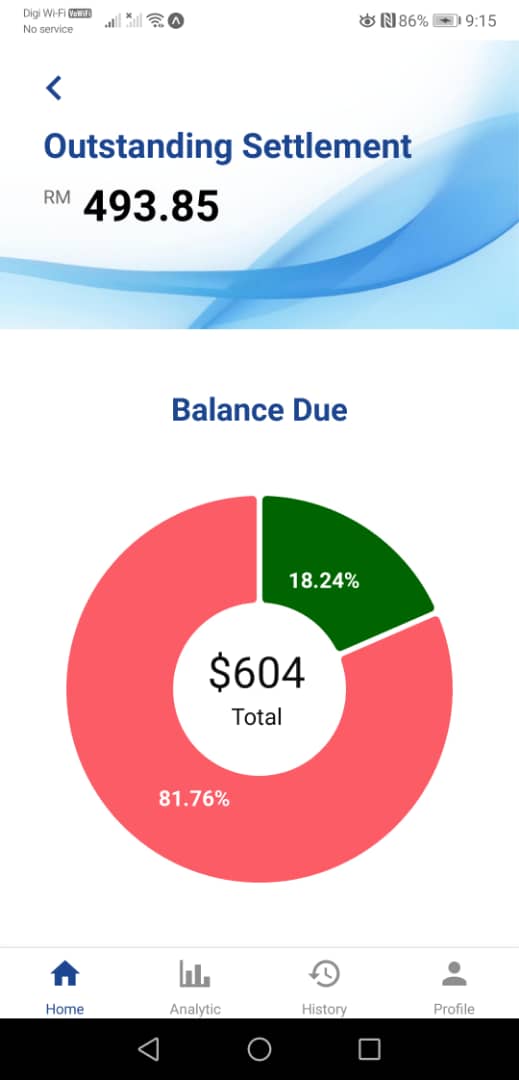 Digi Wi-Fi VoWiFi
No service
86% 9:15
Outstanding Settlement
RM 493.85
Balance Due
18.24%
$604
Total
81.76%
Home Analytic History Profile